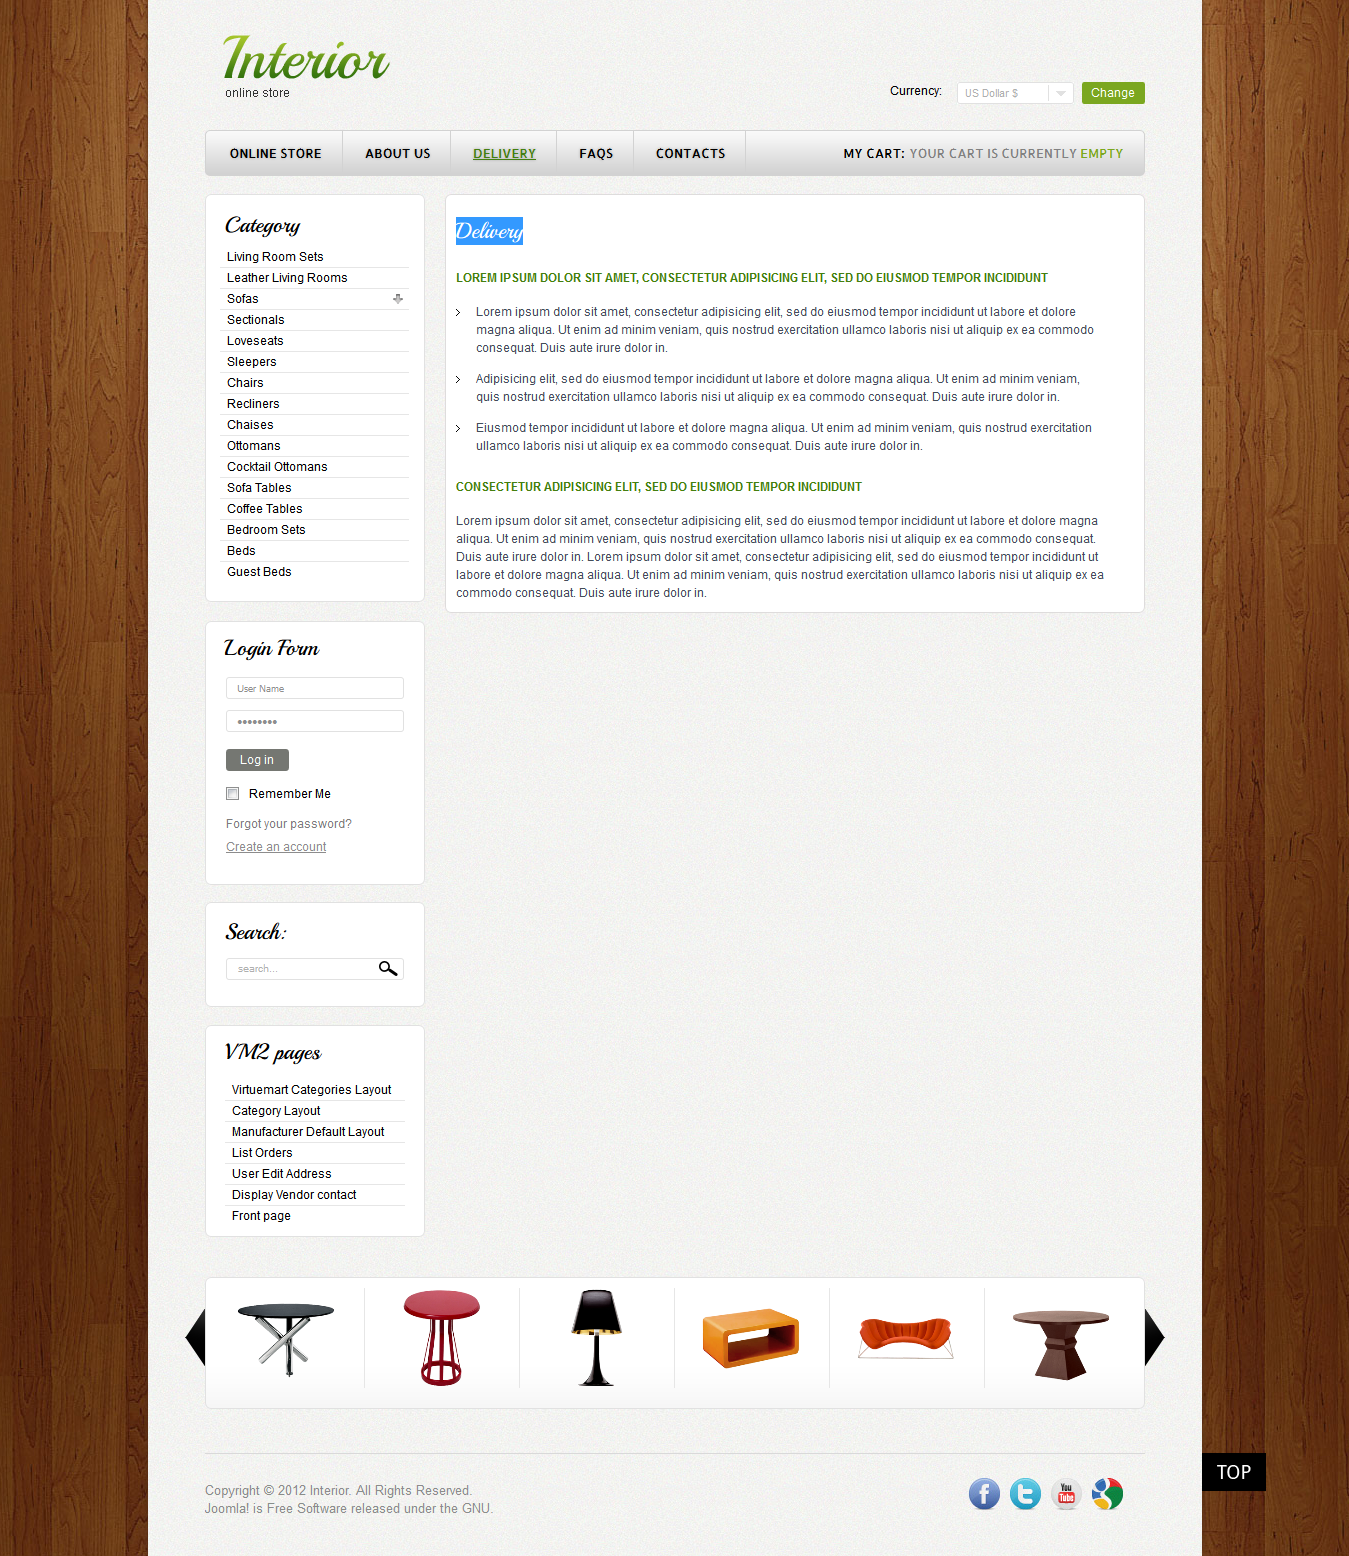 Interior
online store
Currency:
US Dollar $
Change
ONLINE STORE
ABOUT US
DELIVERY
FAQS
CONTACTS
MY CART: YOUR CART IS CURRENTLY EMPTY
Category
Living Room Sets
Leather Living Rooms
Sofas
Sectionals
Loveseats
Sleepers
Chairs
Recliners
Chaises
Ottomans
Cocktail Ottomans
Sofa Tables
Coffee Tables
Bedroom Sets
Beds
Guest Beds
Delivery
LOREM IPSUM DOLOR SIT AMET, CONSECTETUR ADIPISICING ELIT, SED DO EIUSMOD TEMPOR INCIDIDUNT
Lorem ipsum dolor sit amet, consectetur adipisicing elit, sed do eiusmod tempor incididunt ut labore et dolore
magna aliqua. Ut enim ad minim veniam, quis nostrud exercitation ullamco laboris nisi ut aliquip ex ea commodo
consequat. Duis aute irure dolor in.
Adipisicing elit, sed do eiusmod tempor incididunt ut labore et dolore magna aliqua. Ut enim ad minim veniam,
quis nostrud exercitation ullamco laboris nisi ut aliquip ex ea commodo consequat. Duis aute irure dolor in.
Eiusmod tempor incididunt ut labore et dolore magna aliqua. Ut enim ad minim veniam, quis nostrud exercitation
ullamco laboris nisi ut aliquip ex ea commodo consequat. Duis aute irure dolor in.
CONSECTETUR ADIPISICING ELIT, SED DO EIUSMOD TEMPOR INCIDIDUNT
Lorem ipsum dolor sit amet, consectetur adipisicing elit, sed do eiusmod tempor incididunt ut labore et dolore magna
aliqua. Ut enim ad minim veniam, quis nostrud exercitation ullamco laboris nisi ut aliquip ex ea commodo consequat.
Duis aute irure dolor in. Lorem ipsum dolor sit amet, consectetur adipisicing elit, sed do eiusmod tempor incididunt ut
labore et dolore magna aliqua. Ut enim ad minim veniam, quis nostrud exercitation ullamco laboris nisi ut aliquip ex ea
commodo consequat. Duis aute irure dolor in.
Login Form
User Name
••••••••
Log in
Remember Me
Forgot your password?
Create an account
Search:
search...
VM2 pages
Virtuemart Categories Layout
Category Layout
Manufacturer Default Layout
List Orders
User Edit Address
Display Vendor contact
Front page
TOP
Copyright © 2012 Interior. All Rights Reserved.
Joomla! is Free Software released under the GNU.
f
t
You
Tube